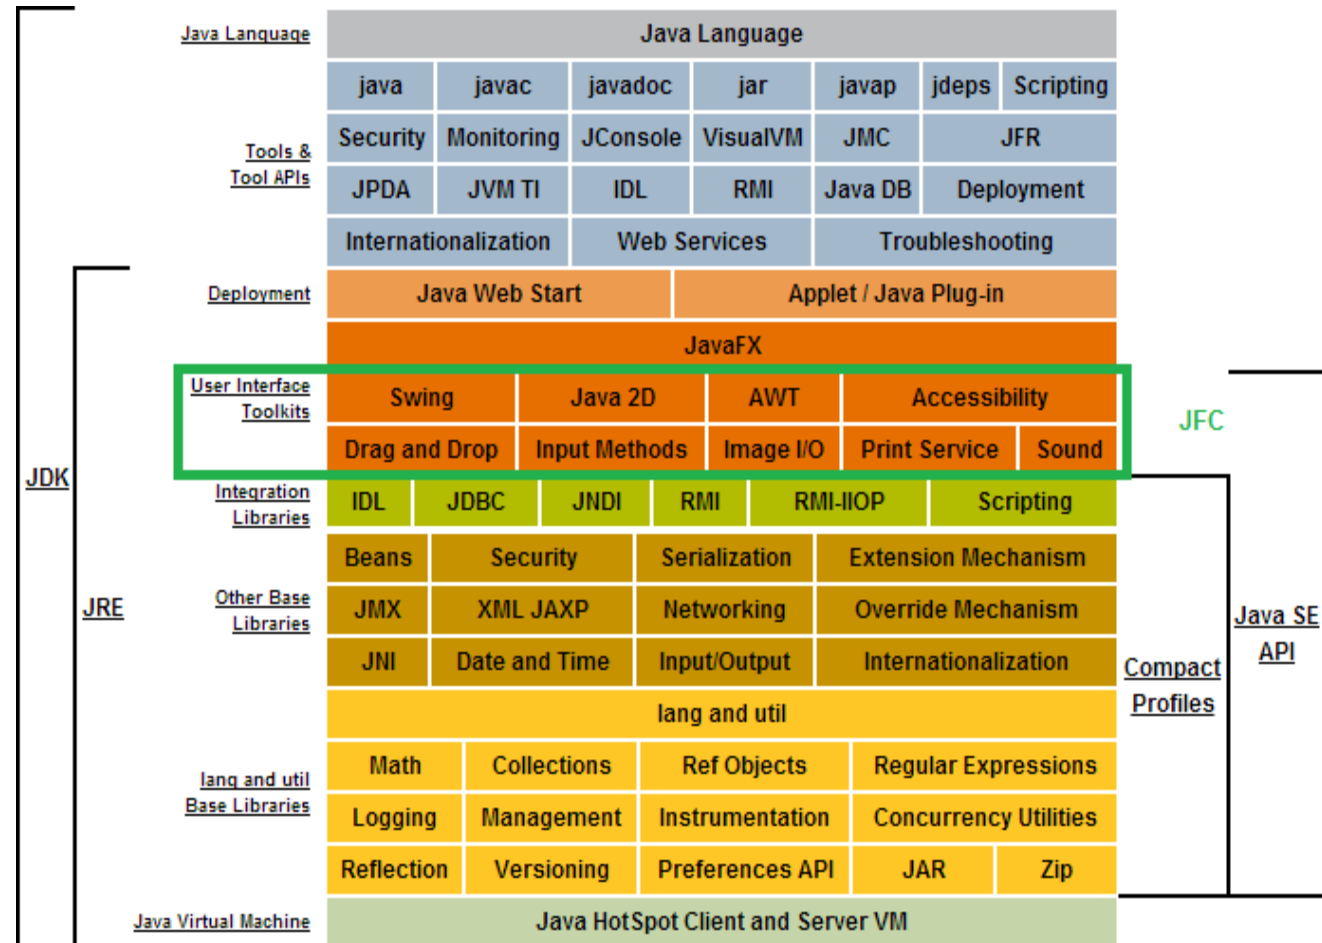 Java Language
Java Language
java javac javadoc jar javap jdeps Scripting
Security Monitoring JConsole VisualVM JMC JFR
Tools &
Tool APIs
JPDA JVM TI IDL RMI Java DB Deployment
Internationalization Web Services Troubleshooting
Deployment
Java Web Start Applet / Java Plug-in
JavaFX
User Interface
Toolkits
Swing Java 2D AWT Accessibility
JFC
Drag and Drop Input Methods Image I/O Print Service Sound
JDK
Integration
Libraries
IDL JDBC JNDI RMI RMI-IIOP Scripting
Beans Security Serialization Extension Mechanism
JRE
Other Base
Libraries
JMX XML JAXP Networking Override Mechanism
Java SE
API
JNI Date and Time Input/Output Internationalization
Compact
Profiles
lang and util
lang and util
Base Libraries
Math Collections Ref Objects Regular Expressions
Logging Management Instrumentation Concurrency Utilities
Reflection Versioning Preferences API JAR Zip
Java Virtual Machine
Java HotSpot Client and Server VM